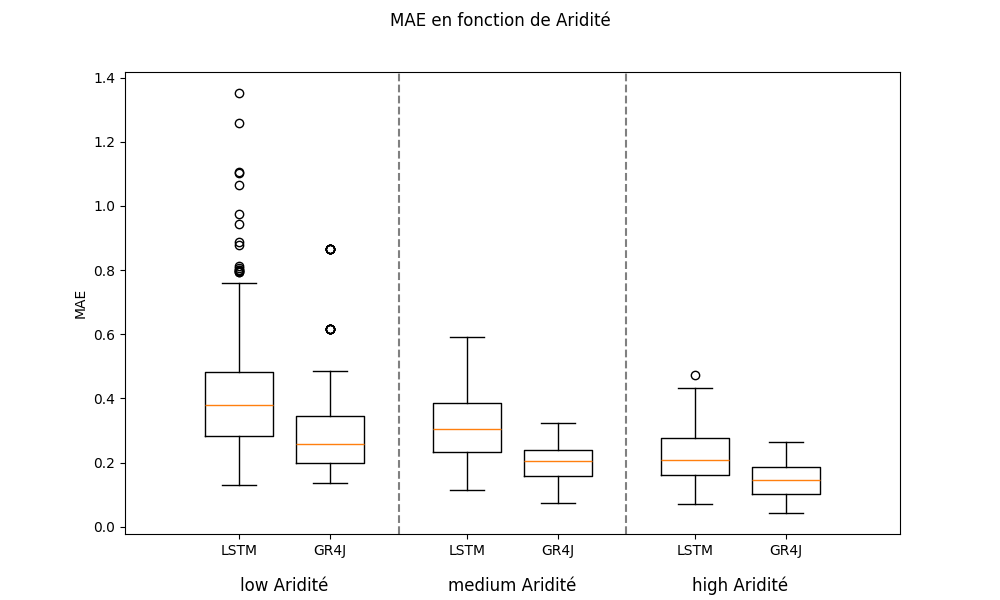 MAE en fonction de Aridité
1.4
1.2
1.0
0.8
0.6
0.4
0.2
0.0
MAE
LSTM GR4J LSTM GR4J LSTM GR4J
low Aridité medium Aridité high Aridité